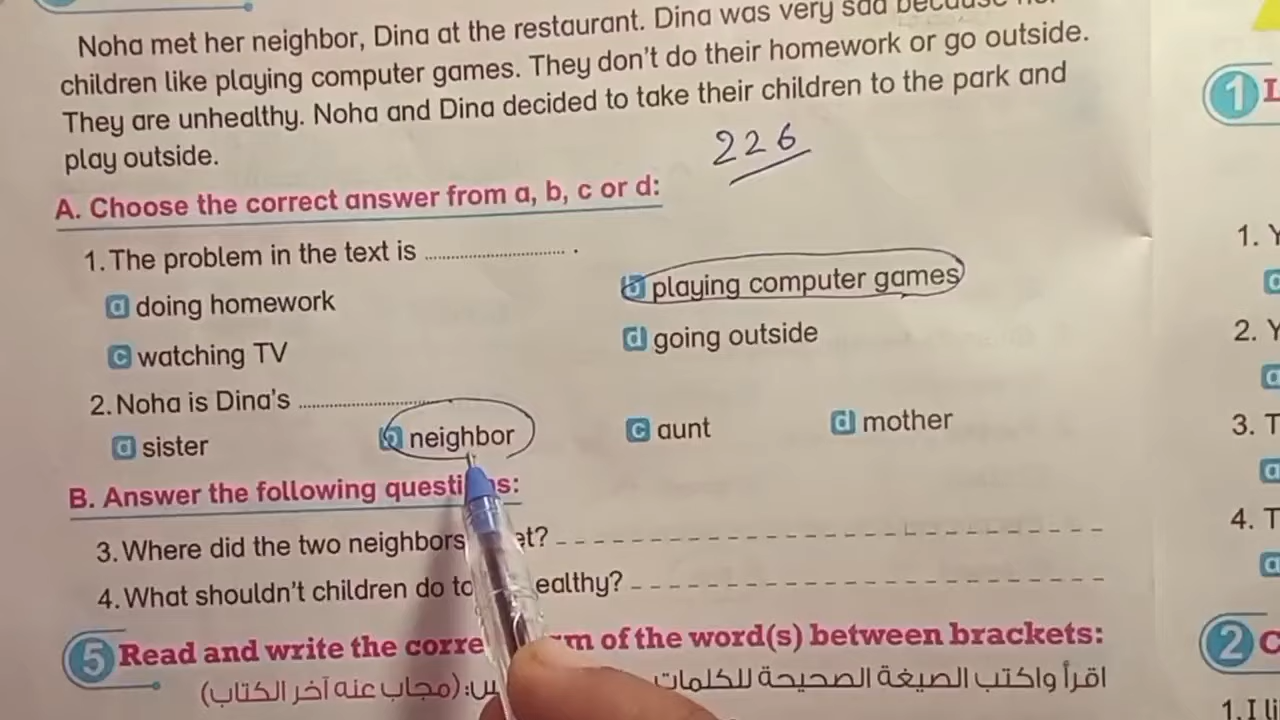 Noha met her neighbor, Dina at the restaurant. Dina was very sad because
children like playing computer games. They don't do their homework or go outside.
They are unhealthy. Noha and Dina decided to take their children to the park and
play outside.
226
A. Choose the correct answer from a, b, c or d:
1. The problem in the text is .................... .
a doing homework
b playing computer games
c watching TV
d going outside
2. Noha is Dina's ....................
a sister
b neighbor
c aunt
d mother
B. Answer the following questions:
3. Where did the two neighbors
4. What shouldn't children do to
5 Read and write the of the word(s) between brackets:
اقرأ واكتب الصيغة الصحيحة للكلمات (مجاب عنه آخر الكتاب)
1
1. Y
2. Y
3. T
4. T
2
1. I li